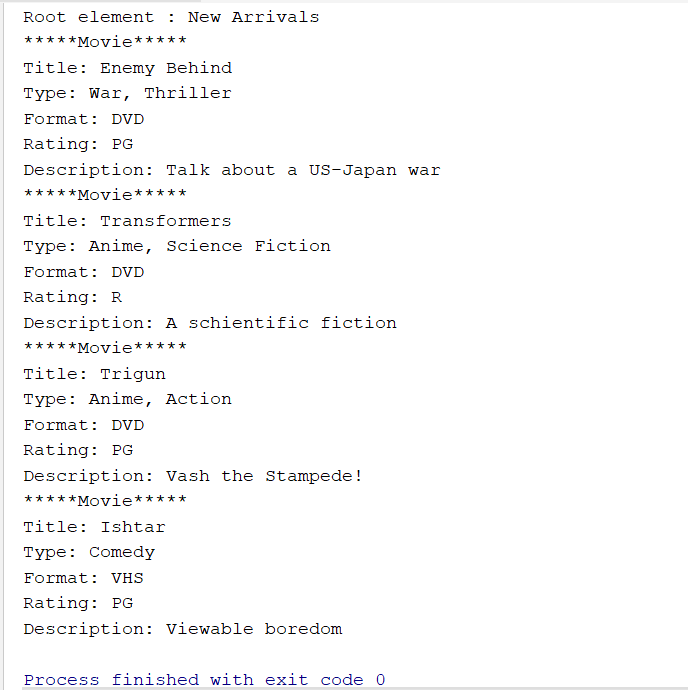 Root element : New Arrivals
*****Movie*****
Title: Enemy Behind
Type: War, Thriller
Format: DVD
Rating: PG
Description: Talk about a US-Japan war
*****Movie*****
Title: Transformers
Type: Anime, Science Fiction
Format: DVD
Rating: R
Description: A schientific fiction
*****Movie*****
Title: Trigun
Type: Anime, Action
Format: DVD
Rating: PG
Description: Vash the Stampede!
*****Movie*****
Title: Ishtar
Type: Comedy
Format: VHS
Rating: PG
Description: Viewable boredom
Process finished with exit code 0